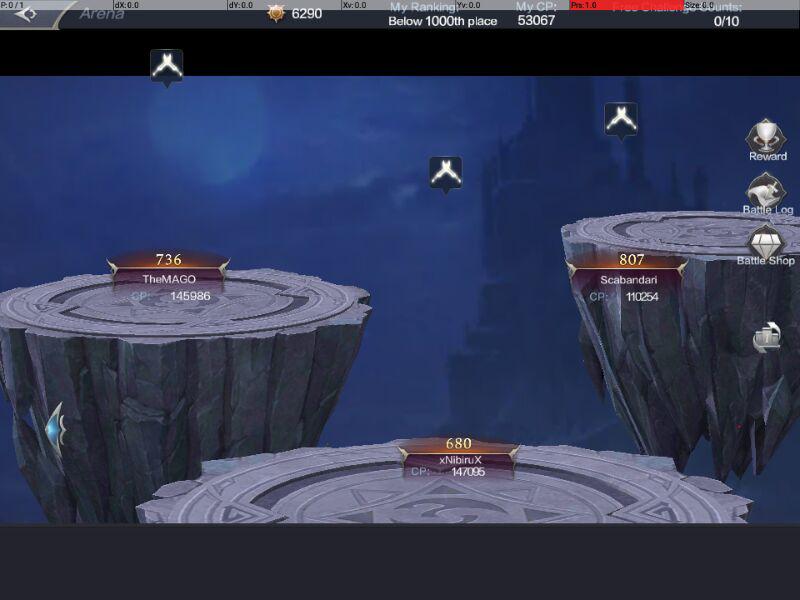 P: 0 / 1 dX:0.0 dY:0.0 Xv:0.0 Yv:0.0 Prs:1.0 Size:0.0
Arena
6290
My Ranking:
Below 1000th place
My CP:
53067
Free Challenge Counts:
0/10
Reward
Battle Log
Battle Shop
736
TheMAGO
CP: 145986
807
Scabandari
CP: 110254
680
xNibiruX
CP: 147095